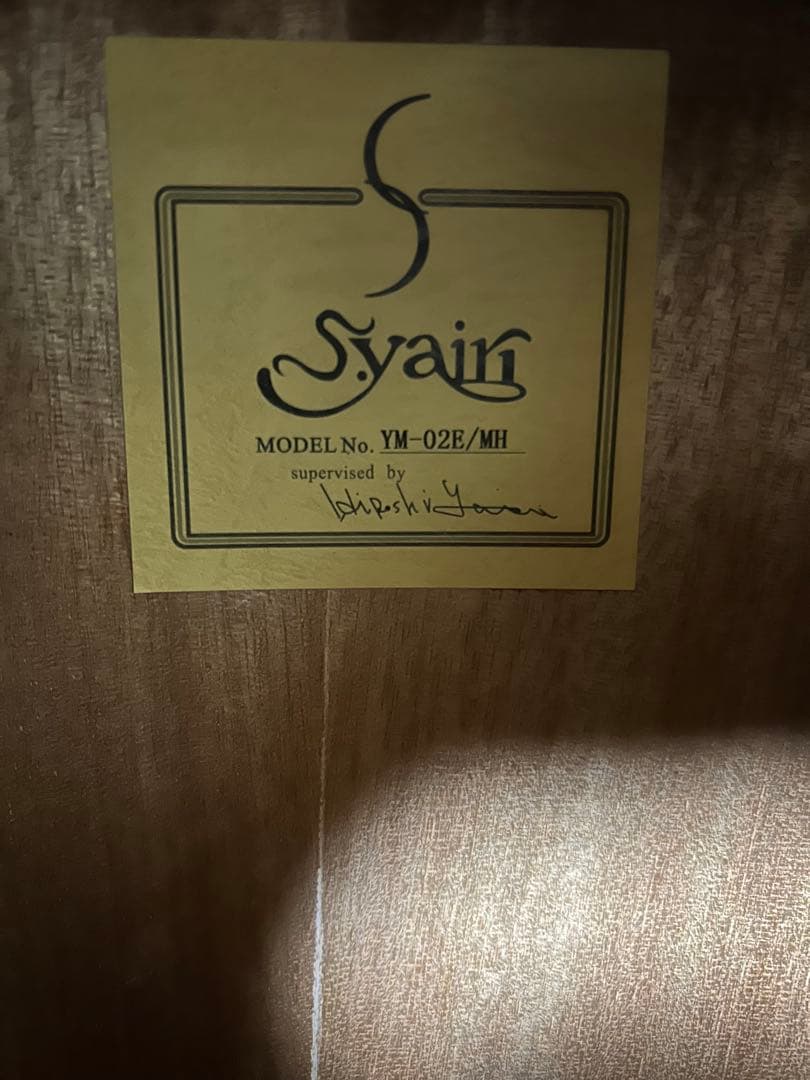 S
S.yairi
MODEL No. YM-02E/MH
supervised by
Hiroshi Yairi